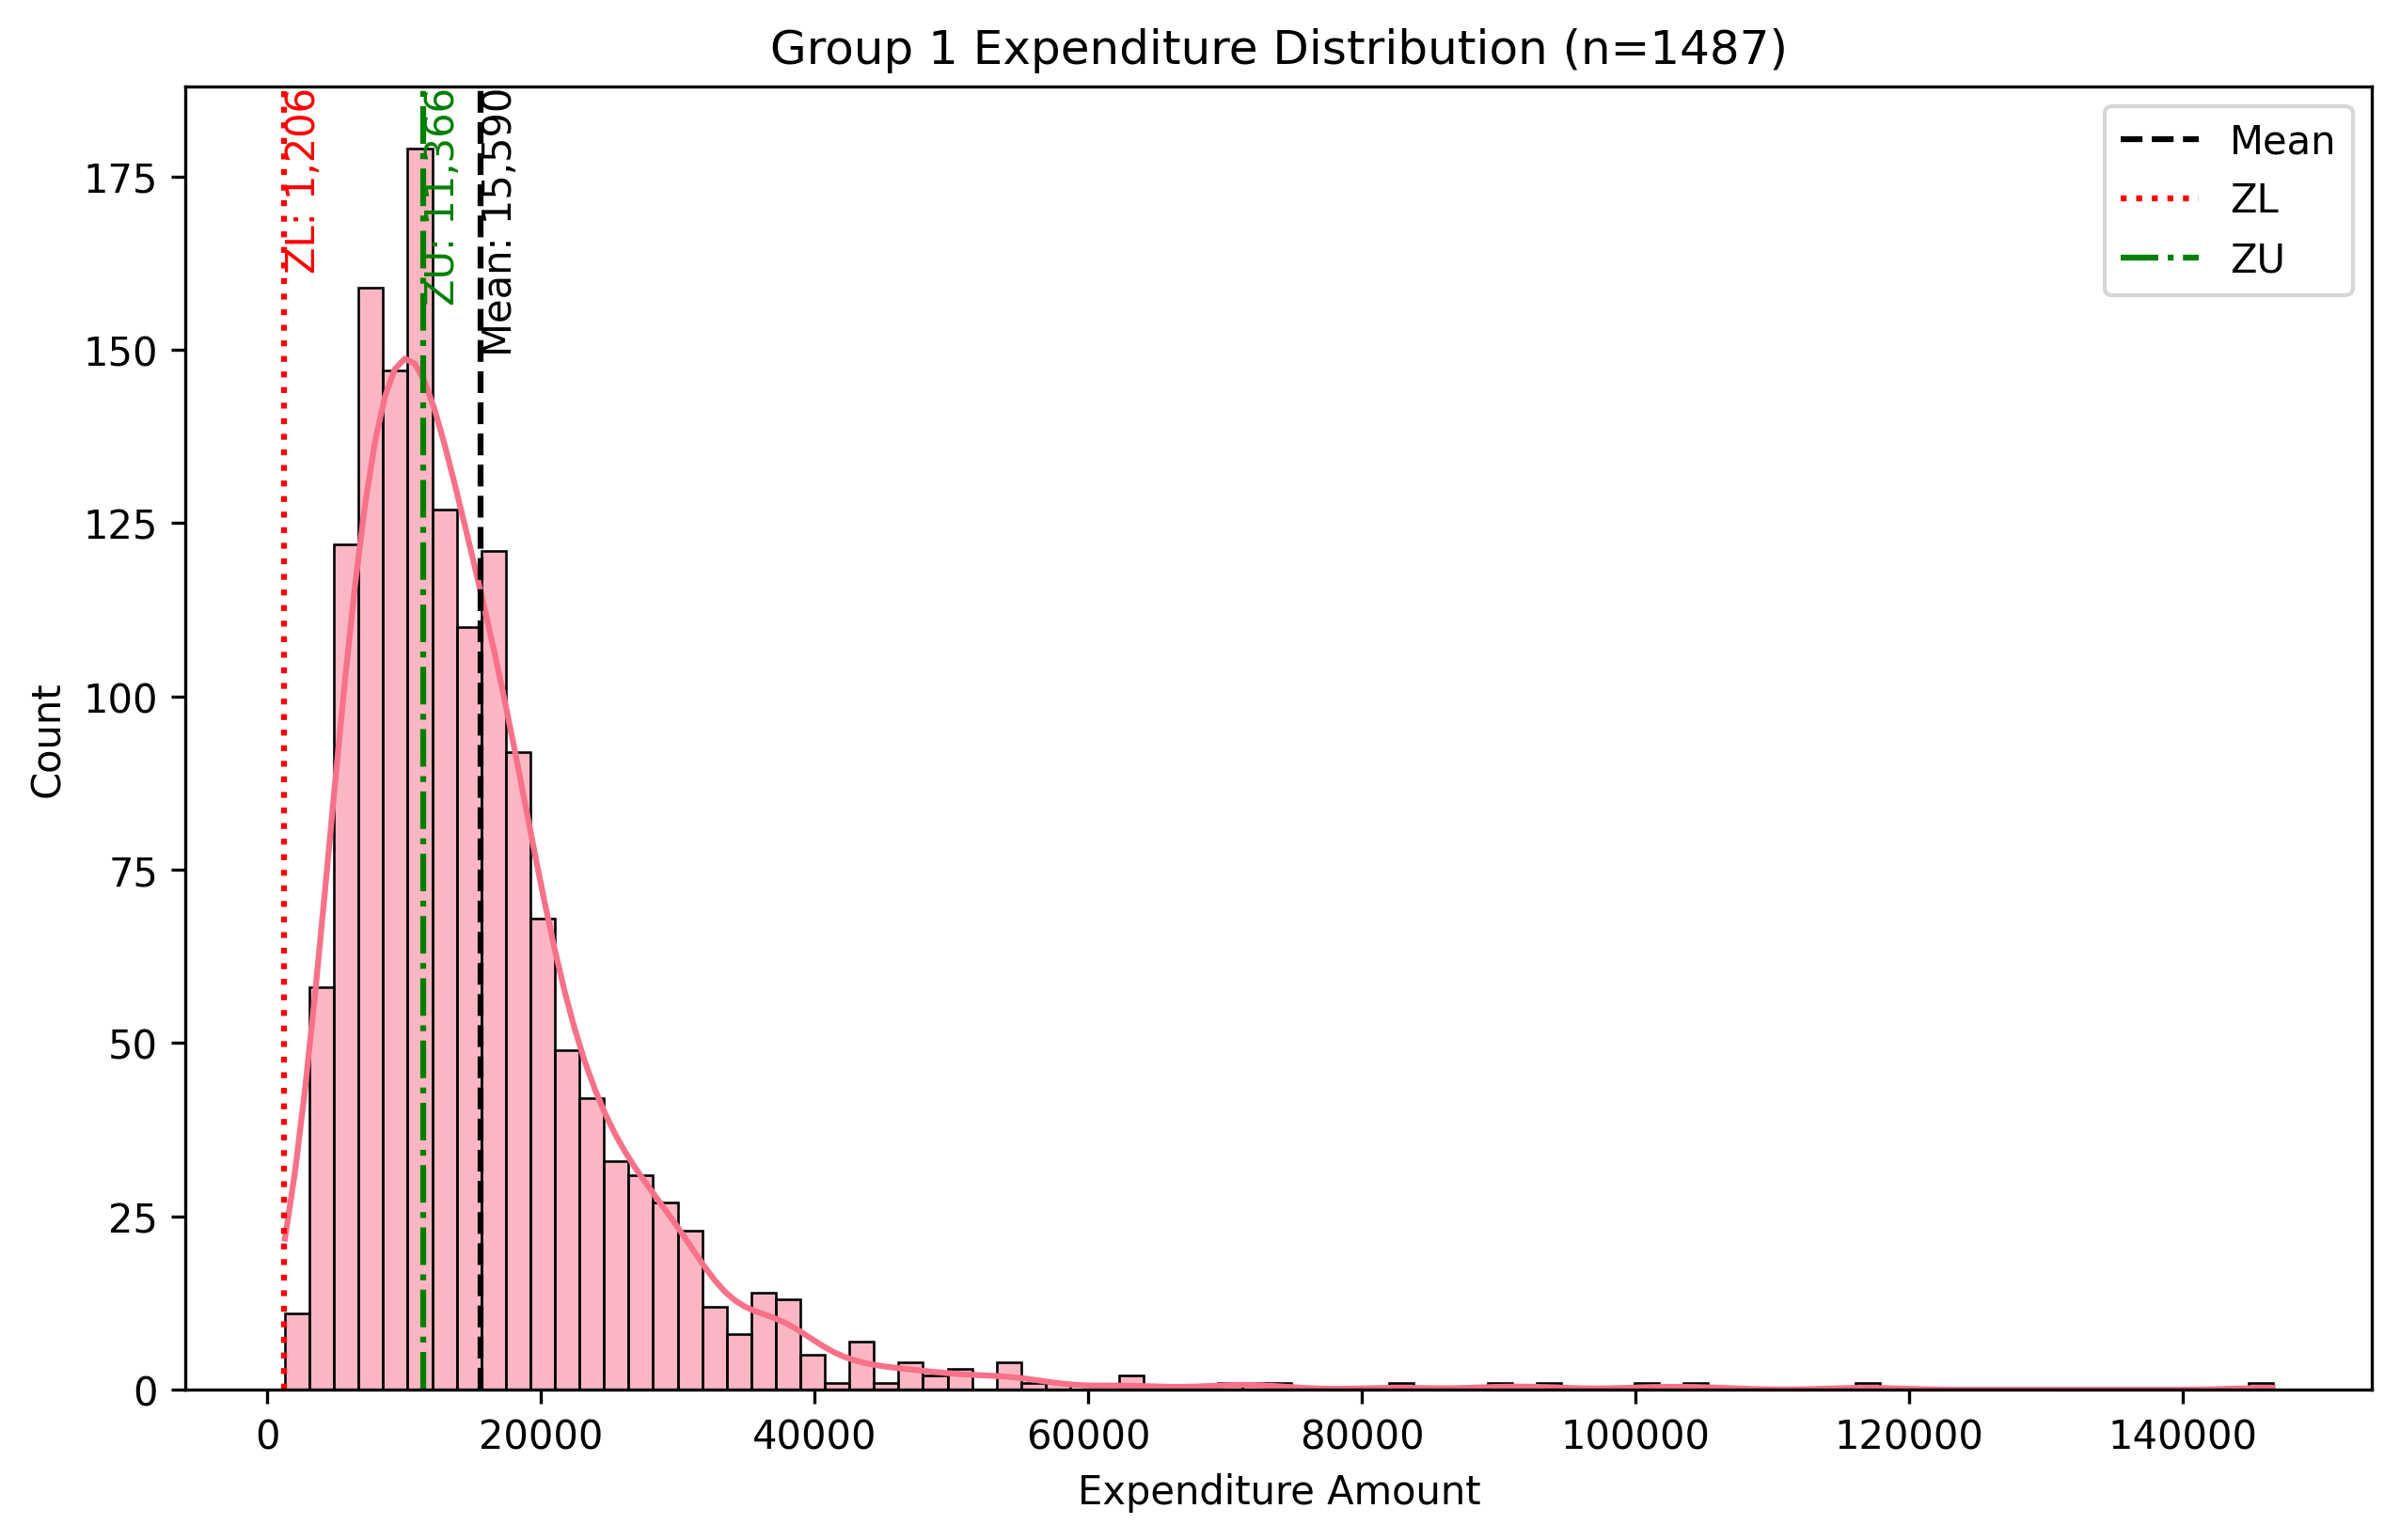 Group 1 Expenditure Distribution (n=1487)
ZL: 1,206
ZU: 11,366
Mean: 15,590
Mean
ZL
ZU
Count
175
150
125
100
75
50
25
0
0
20000
40000
60000
80000
100000
120000
140000
Expenditure Amount